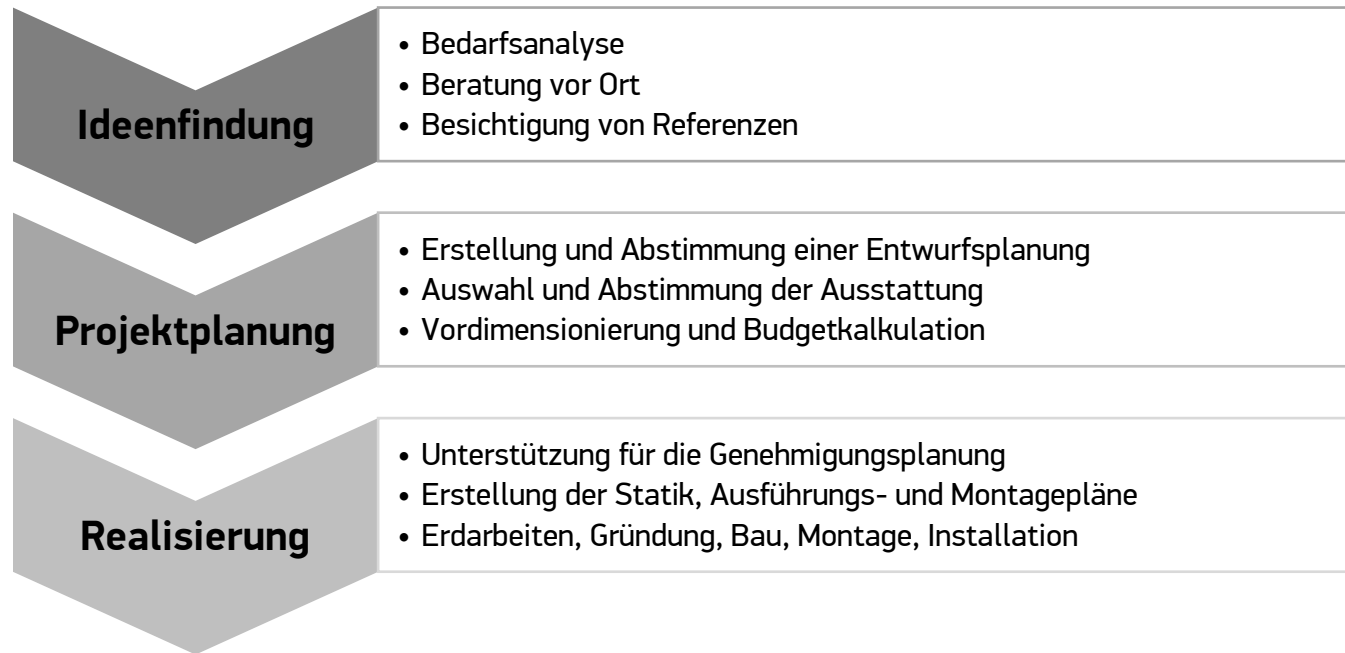 Ideenfindung
• Bedarfsanalyse
• Beratung vor Ort
• Besichtigung von Referenzen
Projektplanung
• Erstellung und Abstimmung einer Entwurfsplanung
• Auswahl und Abstimmung der Ausstattung
• Vordimensionierung und Budgetkalkulation
Realisierung
• Unterstützung für die Genehmigungsplanung
• Erstellung der Statik, Ausführungs- und Montagepläne
• Erdarbeiten, Gründung, Bau, Montage, Installation